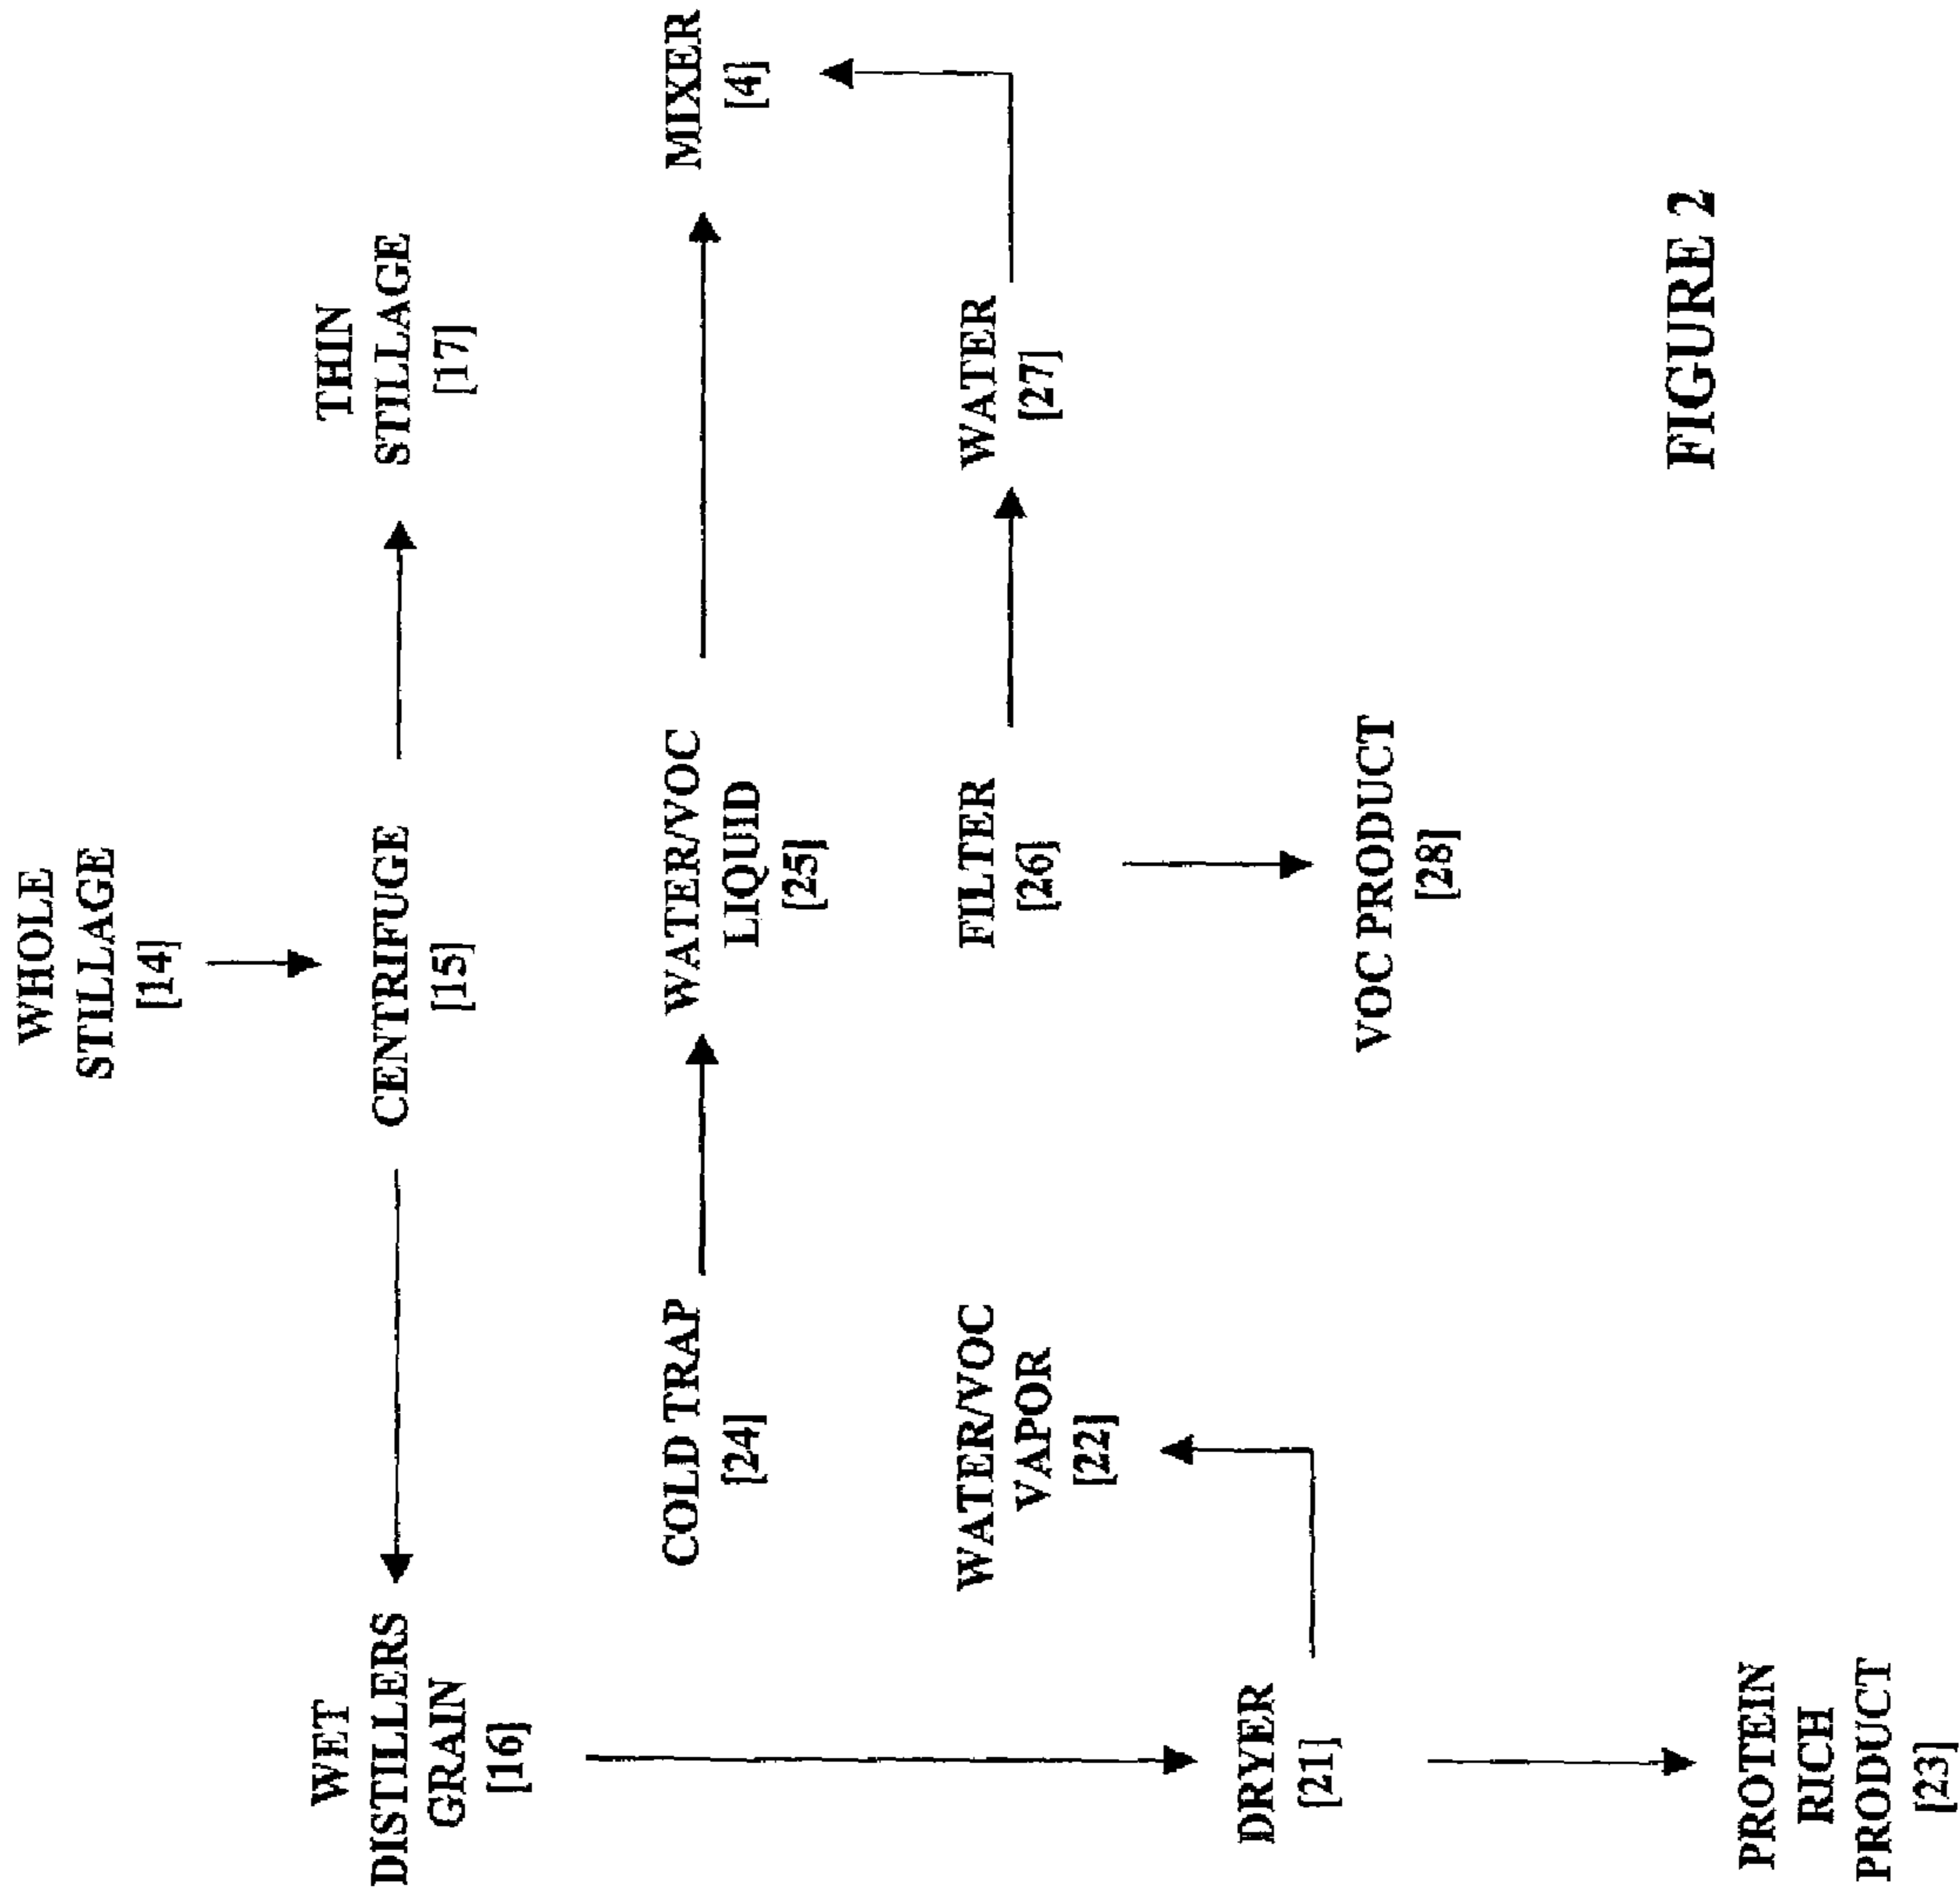 WHOLE
STILLAGE
[14]
CENTRIFUGE
[15]
WET
DISTILLERS
GRAIN
[16]
THIN
STILLAGE
[17]
COLD TRAP
[24]
WATER/VOC
LIQUID
[25]
MIXER
[4]
WATER/VOC
VAPOR
[22]
FILTER
[26]
WATER
[27]
DRYER
[21]
VOC PRODUCT
[28]
PROTEIN
RICH
PRODUCT
[23]
FIGURE 2